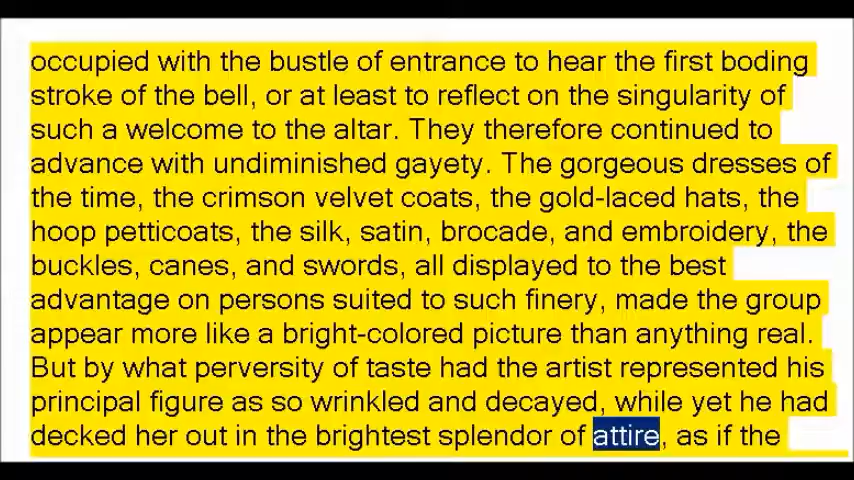 occupied with the bustle of entrance to hear the first boding
stroke of the bell, or at least to reflect on the singularity of
such a welcome to the altar. They therefore continued to
advance with undiminished gayety. The gorgeous dresses of
the time, the crimson velvet coats, the gold-laced hats, the
hoop petticoats, the silk, satin, brocade, and embroidery, the
buckles, canes, and swords, all displayed to the best
advantage on persons suited to such finery, made the group
appear more like a bright-colored picture than anything real.
But by what perversity of taste had the artist represented his
principal figure as so wrinkled and decayed, while yet he had
decked her out in the brightest splendor of attire, as if the